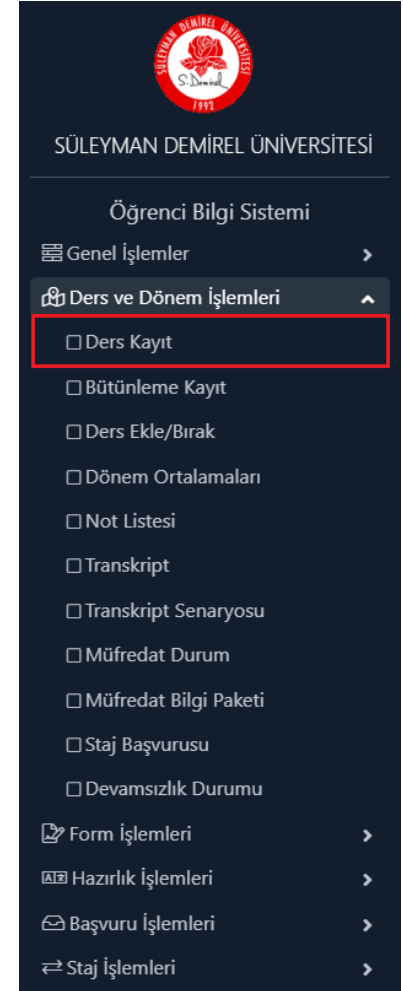 SÜLEYMAN DEMİREL ÜNİVERSİTESİ
S. Demirel
1992
SÜLEYMAN DEMİREL ÜNİVERSİTESİ
Öğrenci Bilgi Sistemi
Genel İşlemler
Ders ve Dönem İşlemleri
Ders Kayıt
Bütünleme Kayıt
Ders Ekle/Bırak
Dönem Ortalamaları
Not Listesi
Transkript
Transkript Senaryosu
Müfredat Durum
Müfredat Bilgi Paketi
Staj Başvurusu
Devamsızlık Durumu
Form İşlemleri
Hazırlık İşlemleri
Başvuru İşlemleri
Staj İşlemleri